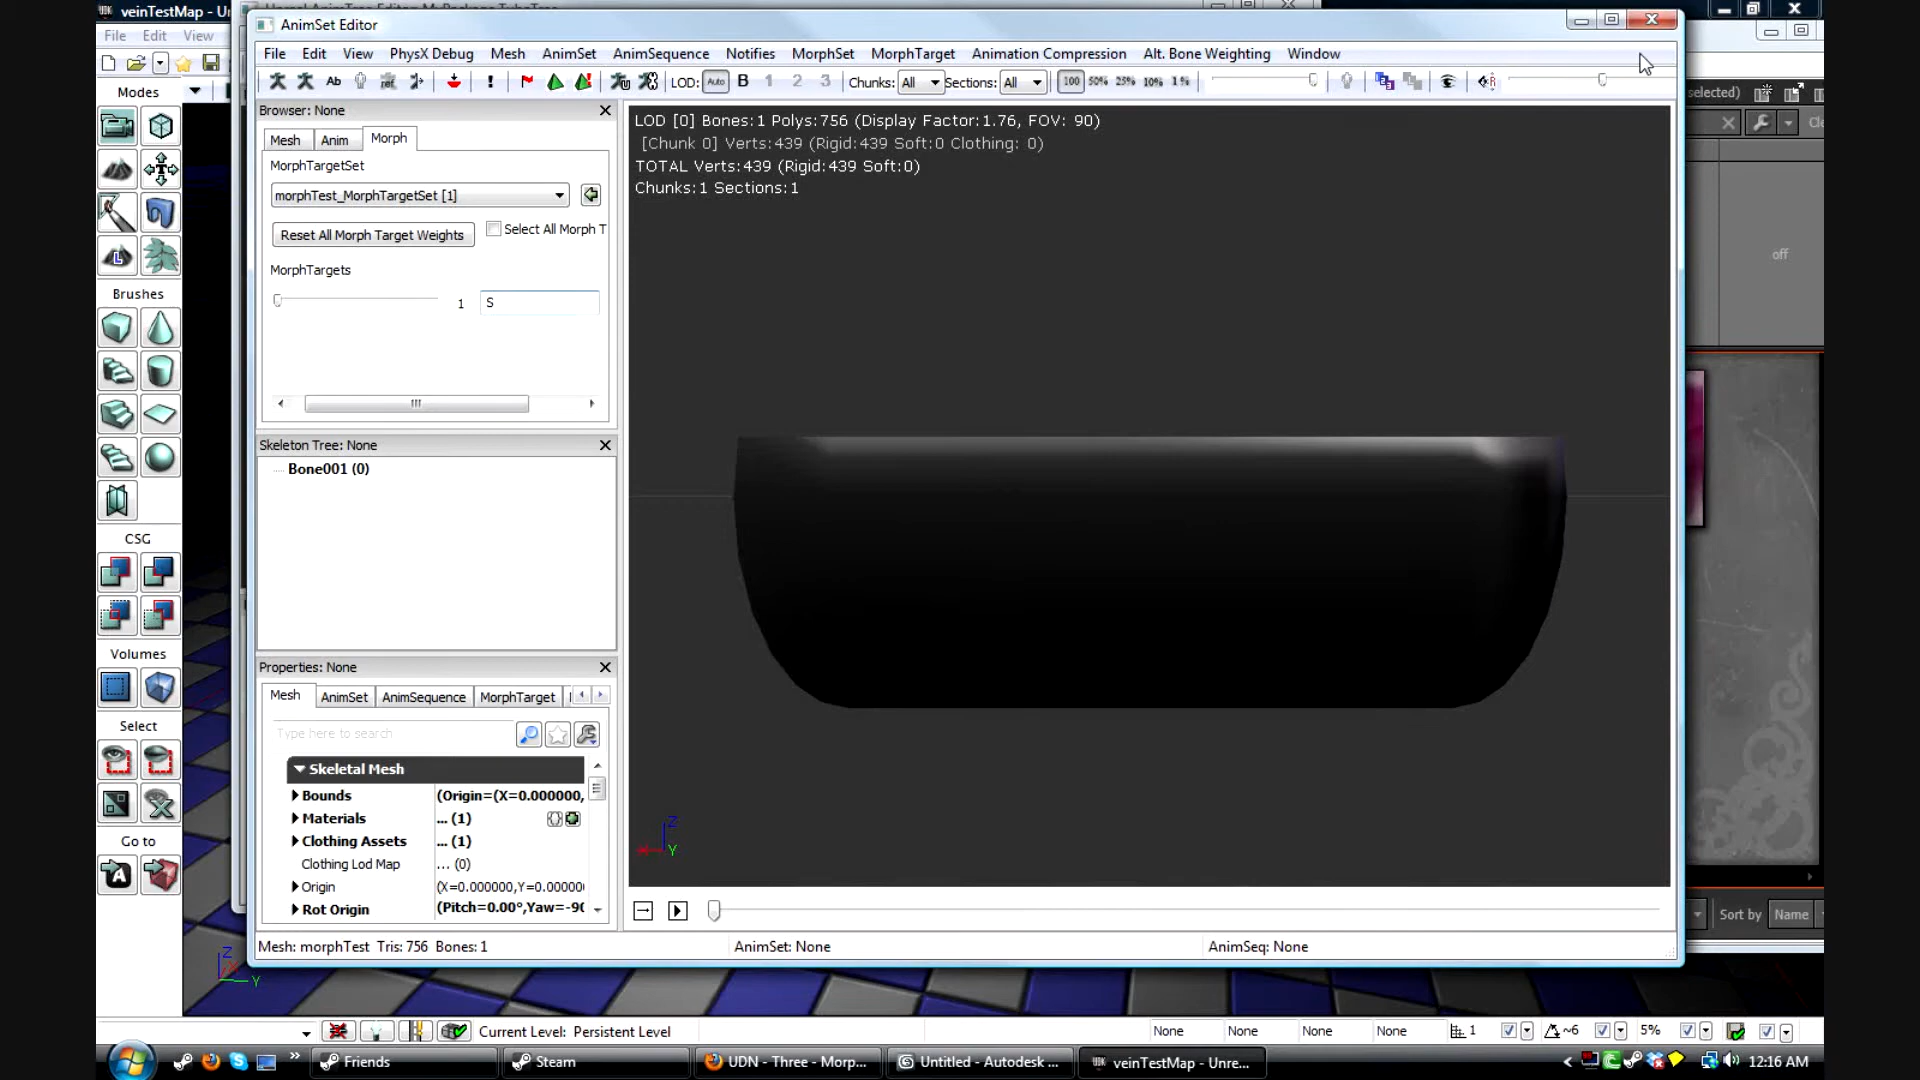 veinTestMap - U
File Edit View
AnimSet Editor
File Edit View PhysX Debug Mesh AnimSet AnimSequence Notifies MorphSet MorphTarget Animation Compression Alt. Bone Weighting Window
Ab ref LOD: Auto B 1 2 3 Chunks: All Sections: All 100 50% 25% 10% 1%
selected)
Modes
Browser: None
Mesh Anim Morph
MorphTargetSet
morphTest_MorphTargetSet [1]
Reset All Morph Target Weights
Select All Morph T
MorphTargets
1 S
LOD [0] Bones:1 Polys:756 (Display Factor:1.76, FOV: 90)
[Chunk 0] Verts:439 (Rigid:439 Soft:0 Clothing: 0)
TOTAL Verts:439 (Rigid:439 Soft:0)
Chunks:1 Sections:1
off
Brushes
Skeleton Tree: None
Bone001 (0)
CSG
Volumes
Select
Go to
Properties: None
Mesh AnimSet AnimSequence MorphTarget
Type here to search
Skeletal Mesh
Bounds (Origin=(X=0.000000,
Materials ... (1)
Clothing Assets ... (1)
Clothing Lod Map ... (0)
Origin (X=0.000000,Y=0.00000
Rot Origin (Pitch=0.00°,Yaw=-90
Z
Y
Mesh: morphTest Tris: 756 Bones: 1
AnimSet: None
AnimSeq: None
Sort by Name
Z
X
Y
Current Level: Persistent Level
None None None None 1 ~6 5%
Friends
Steam
UDN - Three - Morp...
Untitled - Autodesk ...
veinTestMap - Unre...
12:16 AM